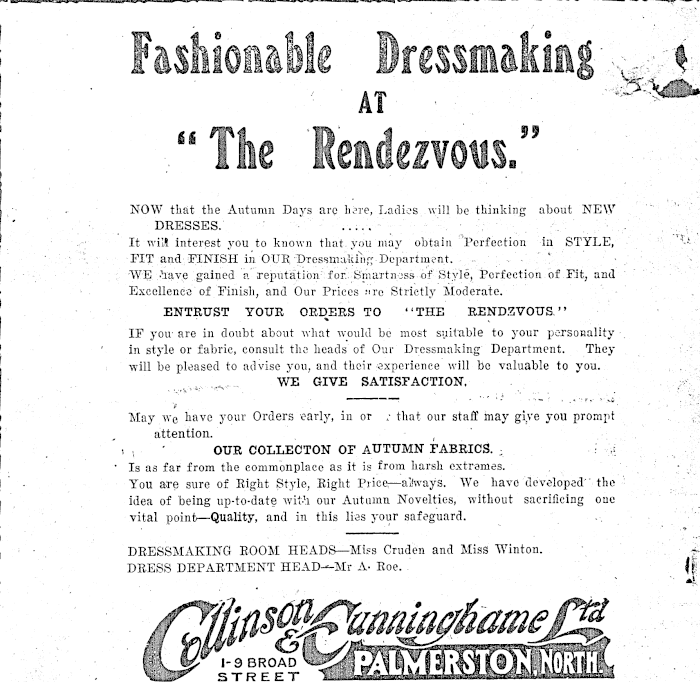 Fashionable Dressmaking
AT
“The Rendezvous.”
NOW that the Autumn Days are here, Ladies will be thinking about NEW
DRESSES. .....
It will interest you to known that you may obtain Perfection in STYLE,
FIT and FINISH in OUR Dressmaking Department.
WE have gained a reputation for Smartness of Style, Perfection of Fit, and
Excellence of Finish, and Our Prices are Strictly Moderate.
ENTRUST YOUR ORDERS TO “THE RENDZVOUS.”
IF you are in doubt about what would be most suitable to your personality
in style or fabric, consult the heads of Our Dressmaking Department. They
will be pleased to advise you, and their experience will be valuable to you.
WE GIVE SATISFACTION.
May we have your Orders early, in or that our staff may give you prompt
attention.
OUR COLLECTON OF AUTUMN FABRICS.
Is as far from the commonplace as it is from harsh extremes.
You are sure of Right Style, Right Price—always. We have developed the
idea of being up-to-date with our Autumn Novelties, without sacrificing one
vital point—Quality, and in this lies your safeguard.
DRESSMAKING ROOM HEADS—Miss Cruden and Miss Winton.
DRESS DEPARTMENT HEAD—Mr A. Roe.
Collinson & Cunninghame Ltd
1-9 BROAD STREET
PALMERSTON, NORTH.